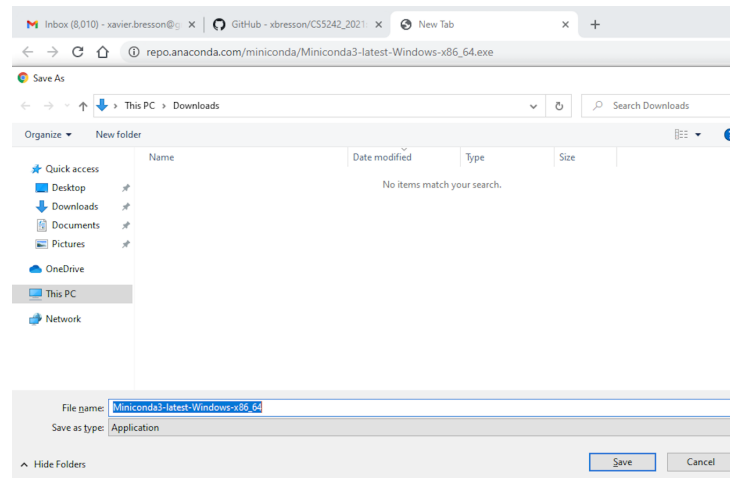 Inbox (8,010) - xavier.bresson@g
GitHub - xbresson/CS5242_2021
New Tab
repo.anaconda.com/miniconda/Miniconda3-latest-Windows-x86_64.exe
Save As
This PC > Downloads
Search Downloads
Organize
New folder
Name
Date modified
Type
Size
No items match your search.
Quick access
Desktop
Downloads
Documents
Pictures
OneDrive
This PC
Network
File name: Miniconda3-latest-Windows-x86_64
Save as type: Application
Hide Folders
Save
Cancel